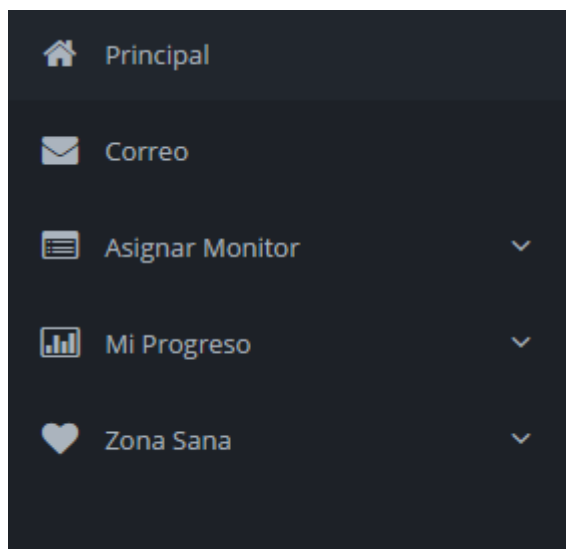 Principal
Correo
Asignar Monitor
Mi Progreso
Zona Sana